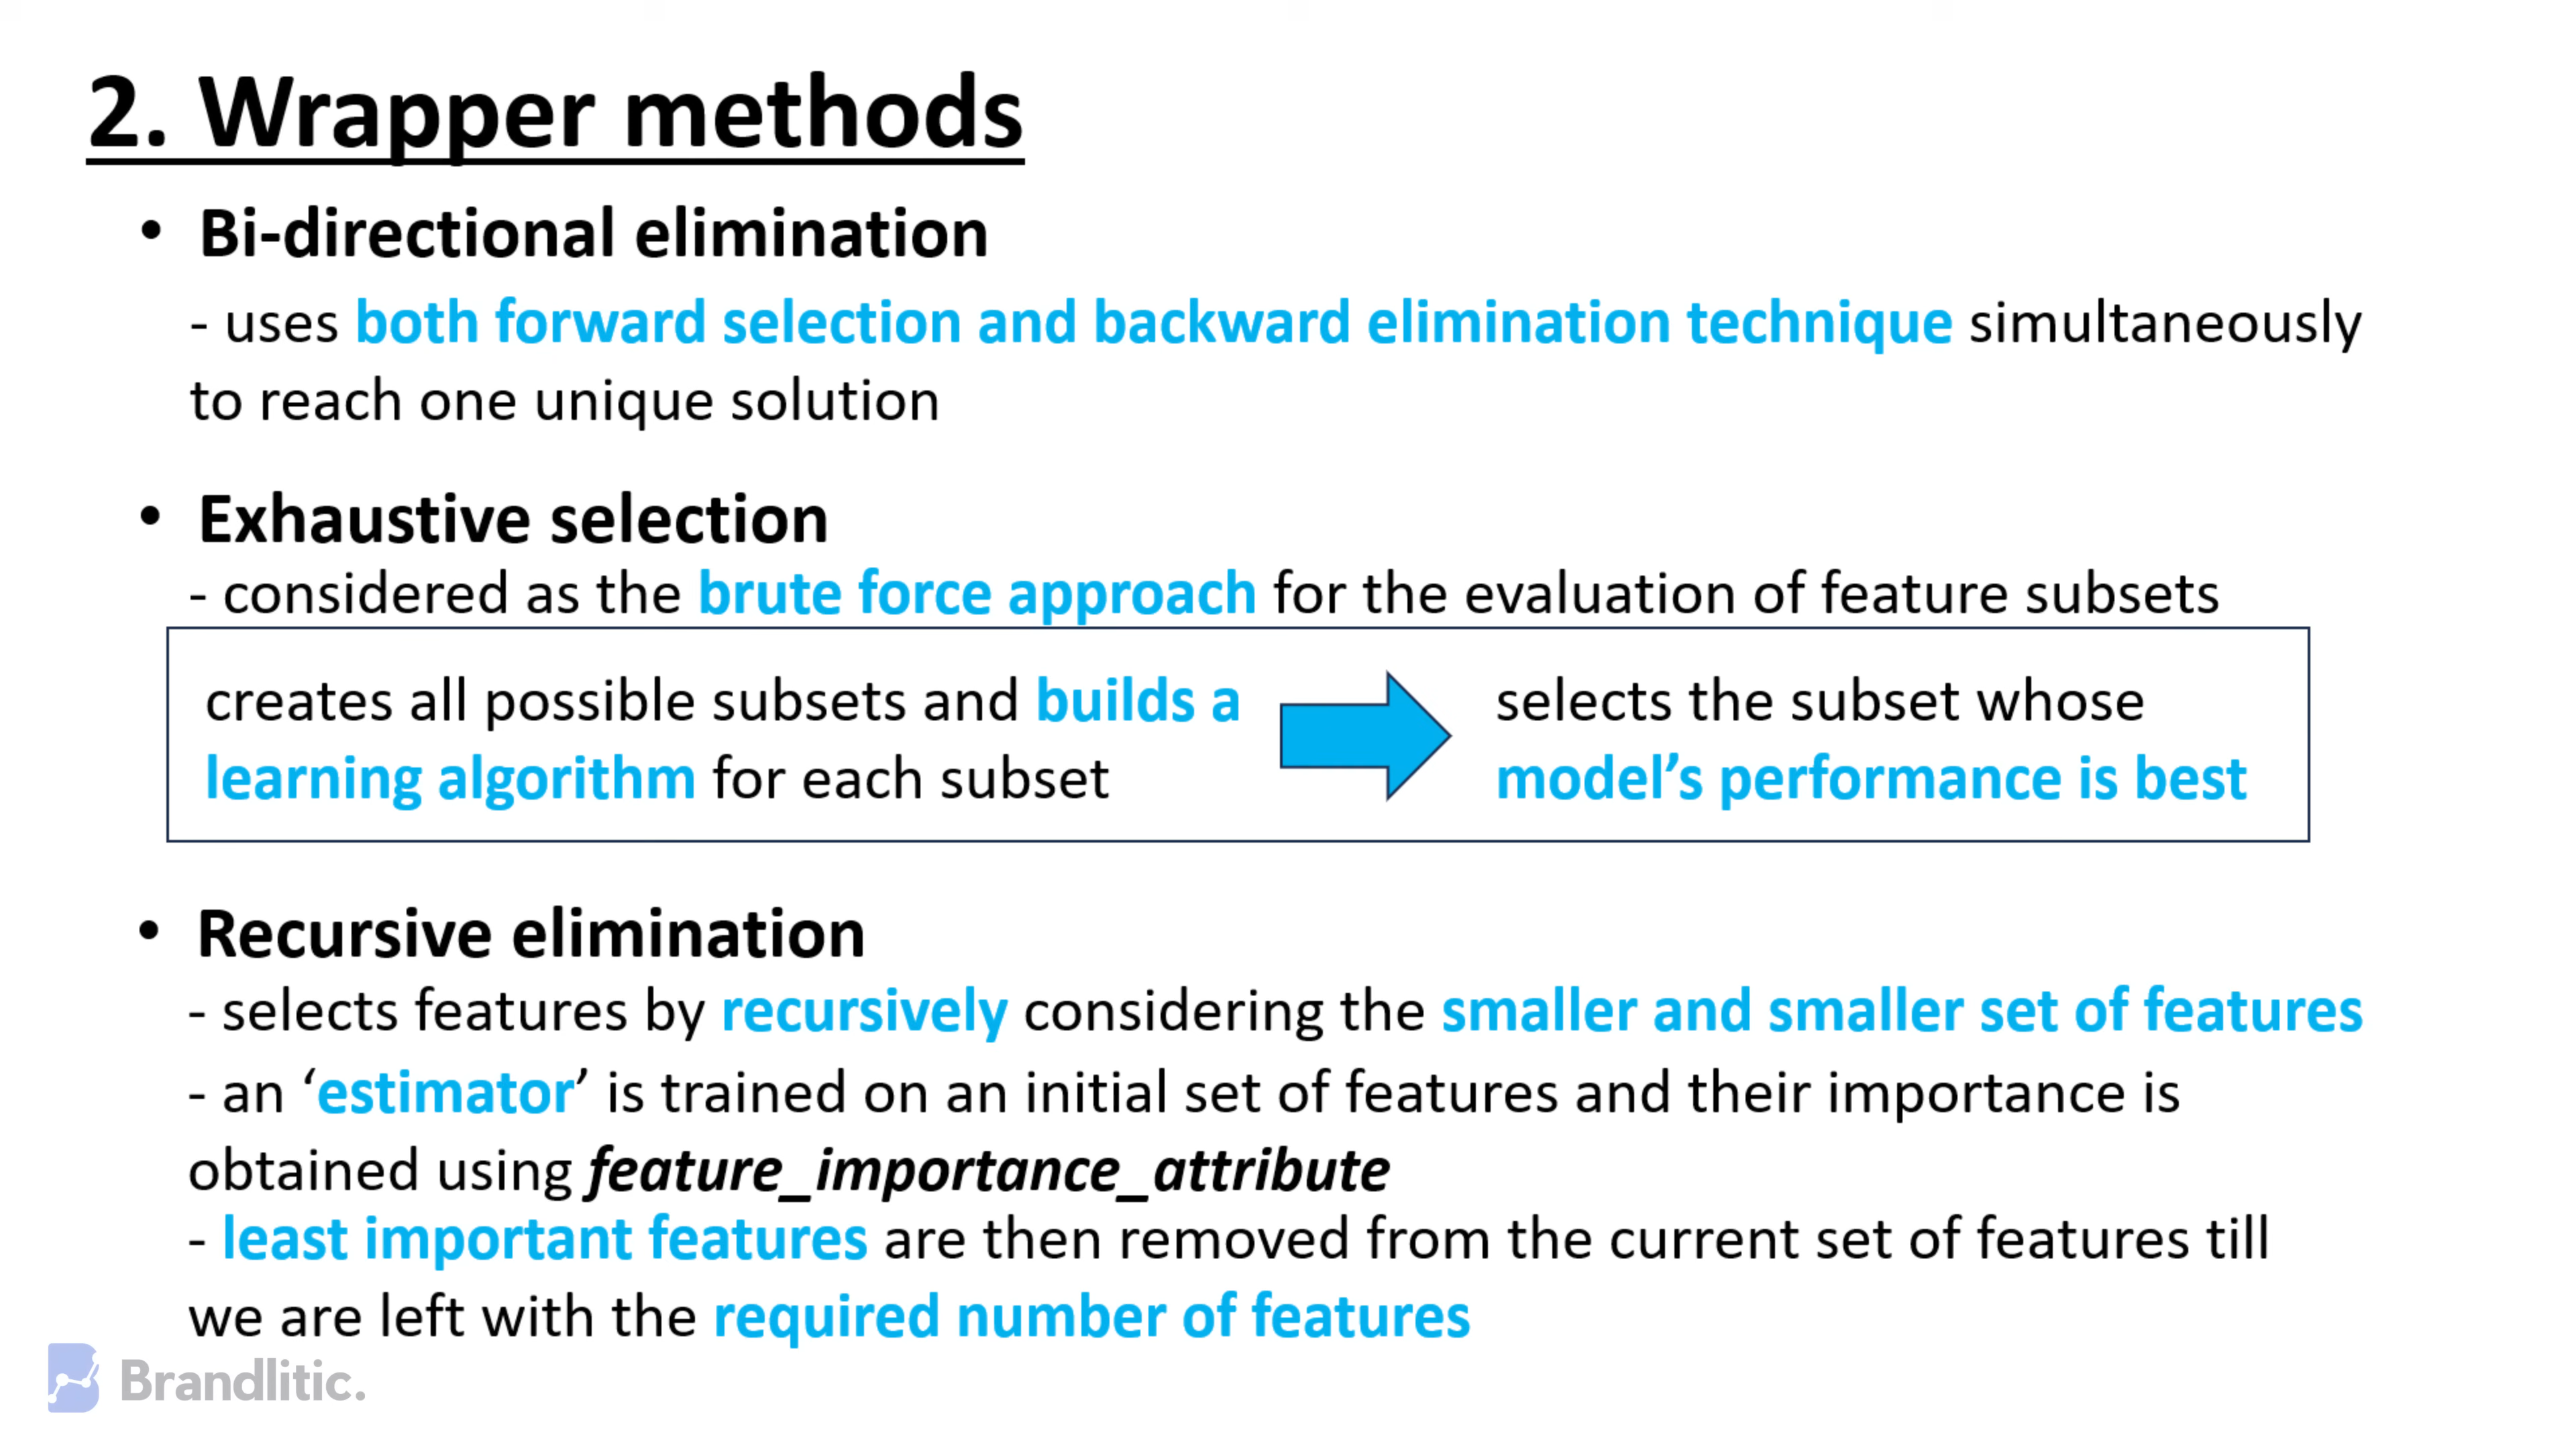 2. Wrapper methods
• Bi-directional elimination
- uses both forward selection and backward elimination technique simultaneously
to reach one unique solution
• Exhaustive selection
- considered as the brute force approach for the evaluation of feature subsets
creates all possible subsets and builds a
learning algorithm for each subset
selects the subset whose
model’s performance is best
• Recursive elimination
- selects features by recursively considering the smaller and smaller set of features
- an ‘estimator’ is trained on an initial set of features and their importance is
obtained using feature_importance_attribute
- least important features are then removed from the current set of features till
we are left with the required number of features
Brandlitic.